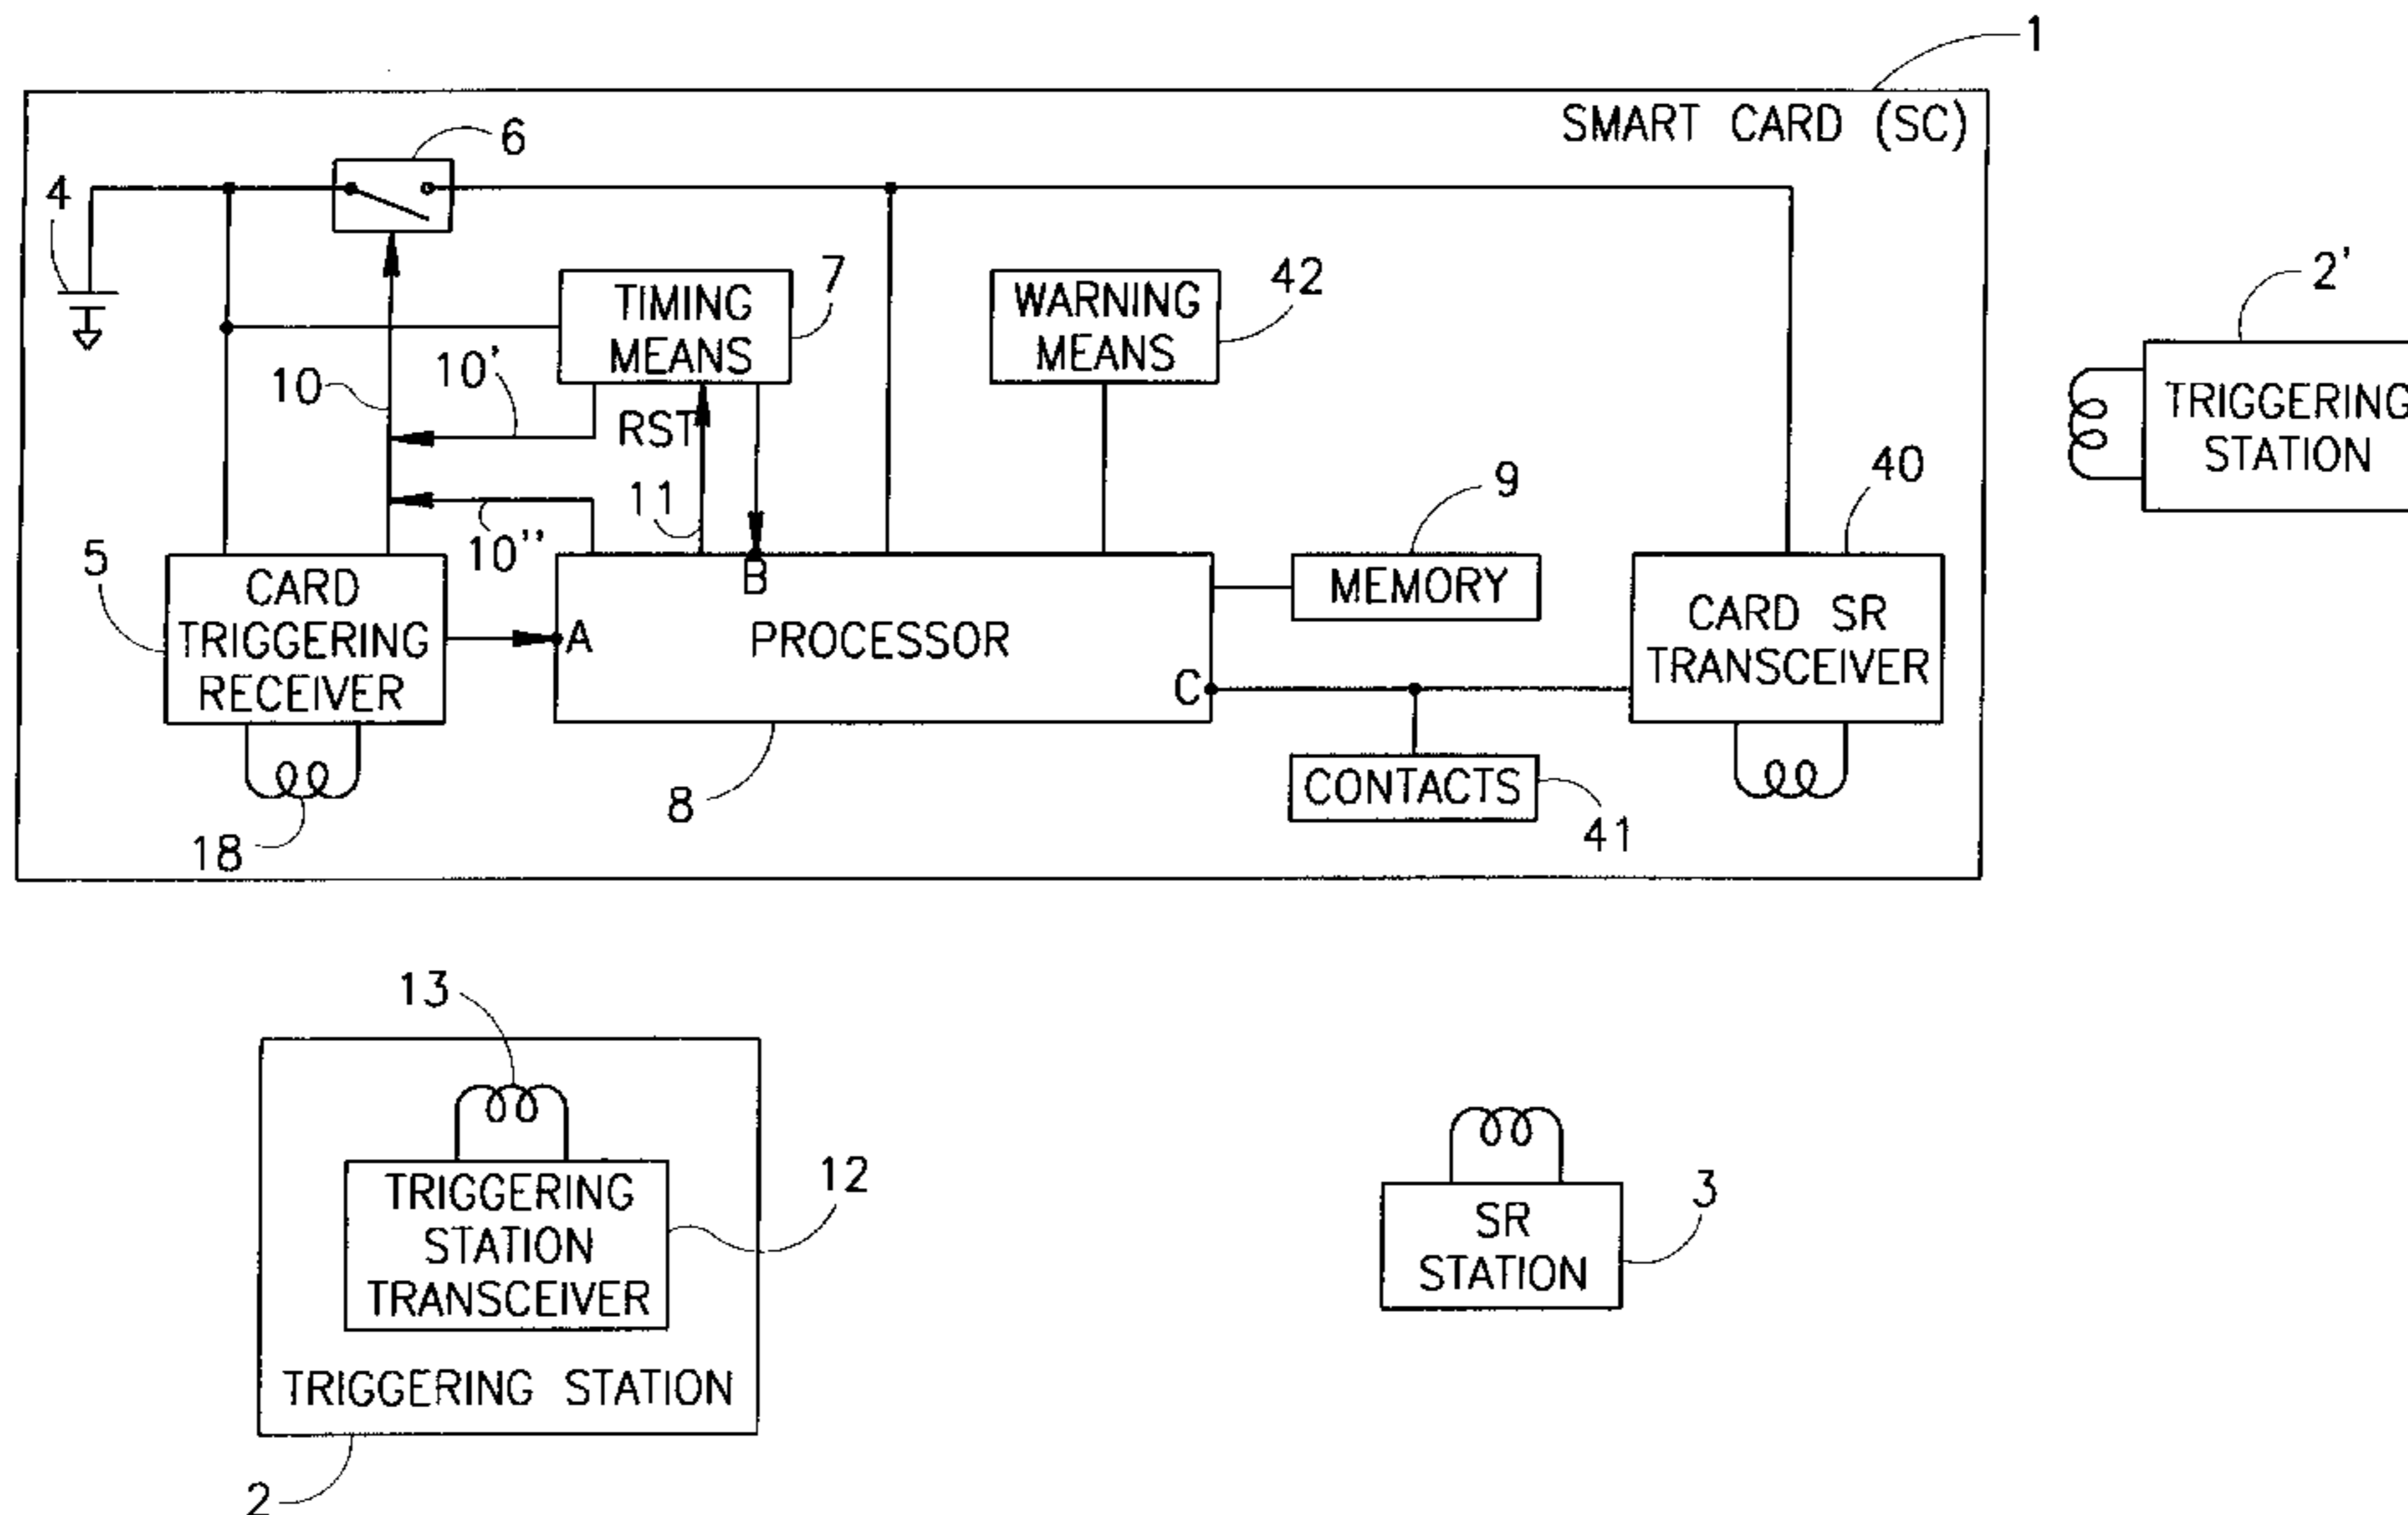 1
SMART CARD (SC)
6
4
TIMING
MEANS
7
WARNING
MEANS
42
2'
TRIGGERING
STATION
10
10'
RST
11
10''
9
40
5
CARD
TRIGGERING
RECEIVER
A
B
PROCESSOR
C
MEMORY
CARD SR
TRANSCEIVER
CONTACTS
18
8
41
13
TRIGGERING
STATION
TRANSCEIVER
12
TRIGGERING STATION
2
SR
STATION
3